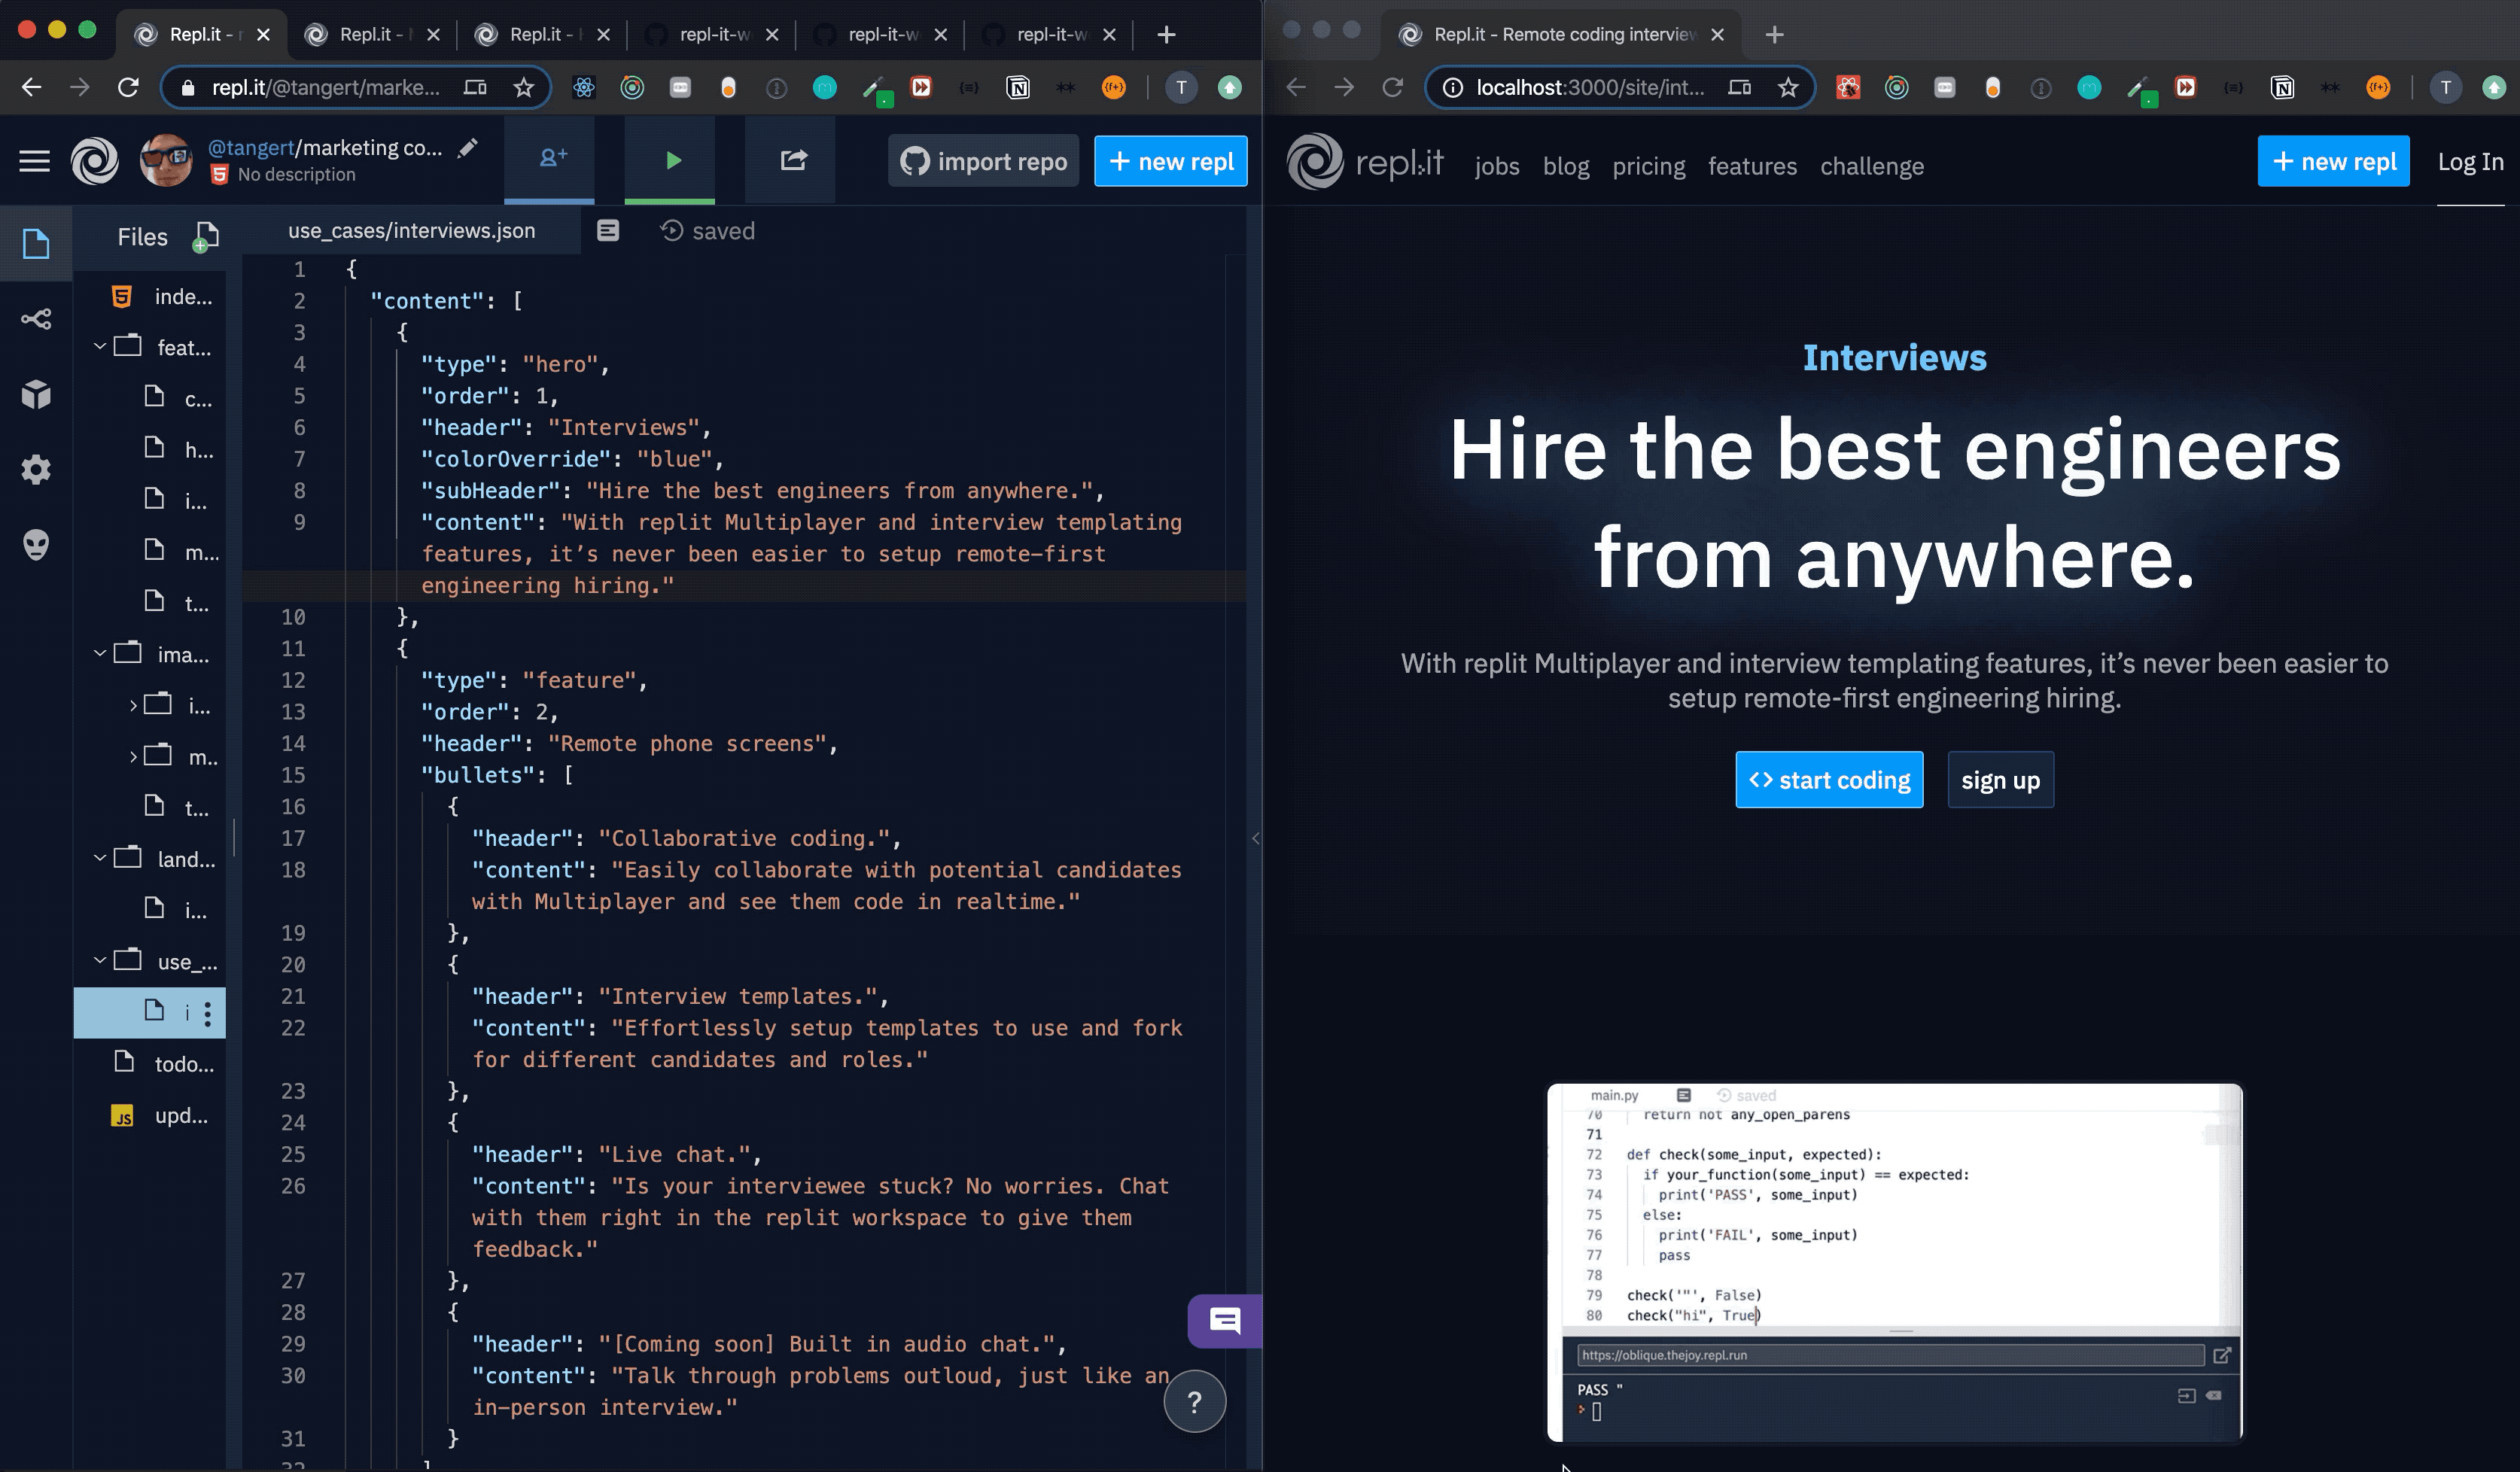 Repl.it - r
Repl.it -
Repl.it -
repl-it-w
repl-it-w
repl-it-w
repl.it/@tangert/marke...
T
@tangert/marking co...
No description
import repo
+ new repl
Files
use_cases/interviews.json
saved
inde...
feat...
c...
h...
i...
m...
t...
ima...
i...
m..
t...
land...
i...
use_...
i
todo...
JS
upd...
1 {
2 "content": [
3 {
4 "type": "hero",
5 "order": 1,
6 "header": "Interviews",
7 "colorOverride": "blue",
8 "subHeader": "Hire the best engineers from anywhere.",
9 "content": "With replit Multiplayer and interview templating
features, it’s never been easier to setup remote-first
engineering hiring."
10 },
11 {
12 "type": "feature",
13 "order": 2,
14 "header": "Remote phone screens",
15 "bullets": [
16 {
17 "header": "Collaborative coding.",
18 "content": "Easily collaborate with potential candidates
with Multiplayer and see them code in realtime."
19 },
20 {
21 "header": "Interview templates.",
22 "content": "Effortlessly setup templates to use and fork
for different candidates and roles."
23 },
24 {
25 "header": "Live chat.",
26 "content": "Is your interviewee stuck? No worries. Chat
with them right in the replit workspace to give them
feedback."
27 },
28 {
29 "header": "[Coming soon] Built in audio chat.",
30 "content": "Talk through problems outloud, just like an
in-person interview."
31 }
32 ]
?
Repl.it - Remote coding interview
localhost:3000/site/int...
T
repl.it
jobs
blog
pricing
features
challenge
+ new repl
Log In
Interviews
Hire the best engineers
from anywhere.
With replit Multiplayer and interview templating features, it’s never been easier to
setup remote-first engineering hiring.
<> start coding
sign up
main.py
saved
70 return not any_open_parens
71
72 def check(some_input, expected):
73 if your_function(some_input) == expected:
74 print('PASS', some_input)
75 else:
76 print('FAIL', some_input)
77 pass
78
79 check('"', False)
80 check("hi", True)
https://oblique.thejoy.repl.run
PASS "